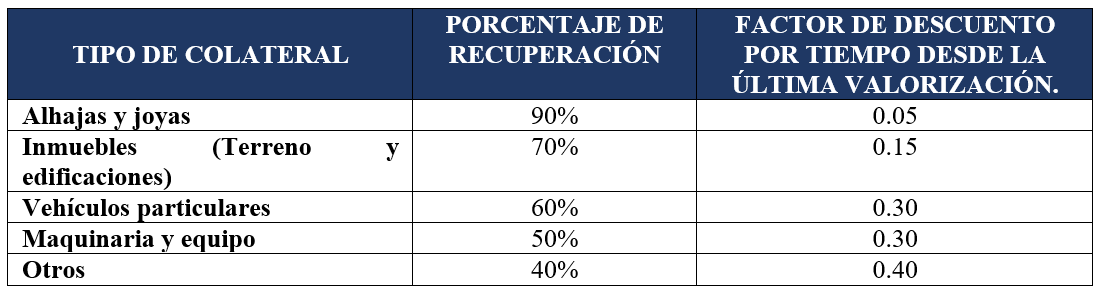 TIPO DE COLATERAL
PORCENTAJE DE
RECUPERACIÓN
FACTOR DE DESCUENTO
POR TIEMPO DESDE LA
ÚLTIMA VALORIZACIÓN.
Alhajas y joyas 90% 0.05
Inmuebles (Terreno y 70% 0.15
edificaciones)
Vehículos particulares 60% 0.30
Maquinaria y equipo 50% 0.30
Otros 40% 0.40